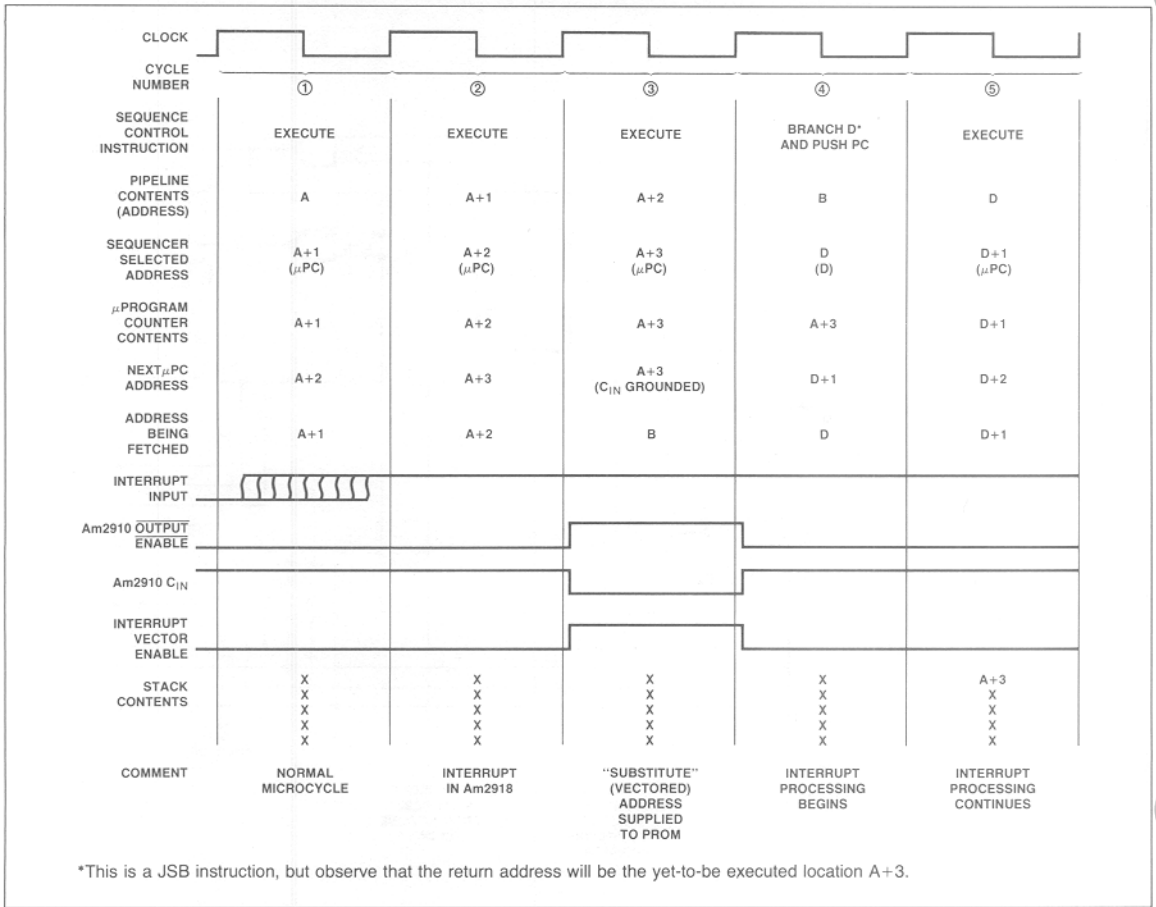 CLOCK
CYCLE
NUMBER
① ② ③ ④ ⑤
SEQUENCE
CONTROL
INSTRUCTION
EXECUTE EXECUTE EXECUTE BRANCH D* EXECUTE
AND PUSH PC
PIPELINE
CONTENTS
(ADDRESS)
A A+1 A+2 B D
SEQUENCER
SELECTED
ADDRESS
A+1 A+2 A+3 D D+1
(μPC) (μPC) (μPC) (D) (μPC)
μPROGRAM
COUNTER
CONTENTS
A+1 A+2 A+3 A+3 D+1
NEXT μPC
ADDRESS
A+2 A+3 A+3 D+1 D+2
(CIN GROUNDED)
ADDRESS
BEING
FETCHED
A+1 A+2 B D D+1
INTERRUPT
INPUT
Am2910 OUTPUT
ENABLE
Am2910 CIN
INTERRUPT
VECTOR
ENABLE
STACK
CONTENTS
X X X X A+3
X X X X X
X X X X X
X X X X X
X X X X X
COMMENT
NORMAL
MICROCYCLE
INTERRUPT
IN Am2918
"SUBSTITUTE"
(VECTORED)
ADDRESS
SUPPLIED
TO PROM
INTERRUPT
PROCESSING
BEGINS
INTERRUPT
PROCESSING
CONTINUES
*This is a JSB instruction, but observe that the return address will be the yet-to-be executed location A+3.